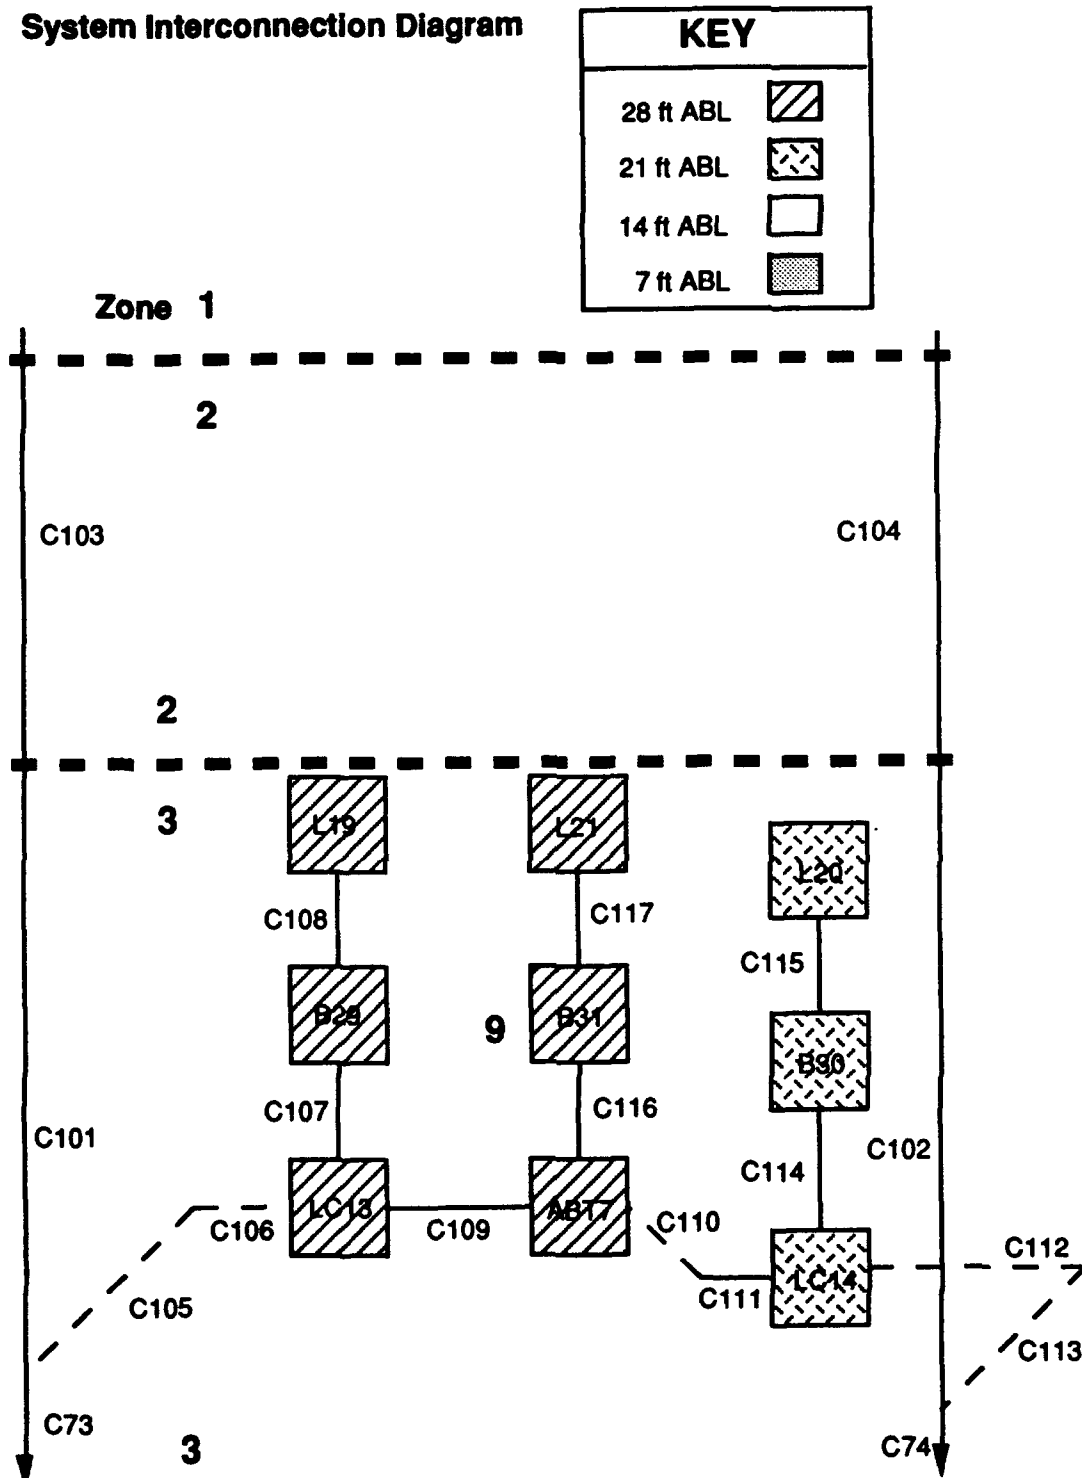 System Interconnection Diagram
KEY
28 ft ABL
21 ft ABL
14 ft ABL
7 ft ABL
Zone 1
2
C103
C104
2
3
L19
L21
L20
C108
C117
C115
B29
9
B31
B30
C107
C116
C101
C114
C102
LC13
ABT7
C106
C109
C110
C112
LC14
C105
C111
C113
C73
3
C74